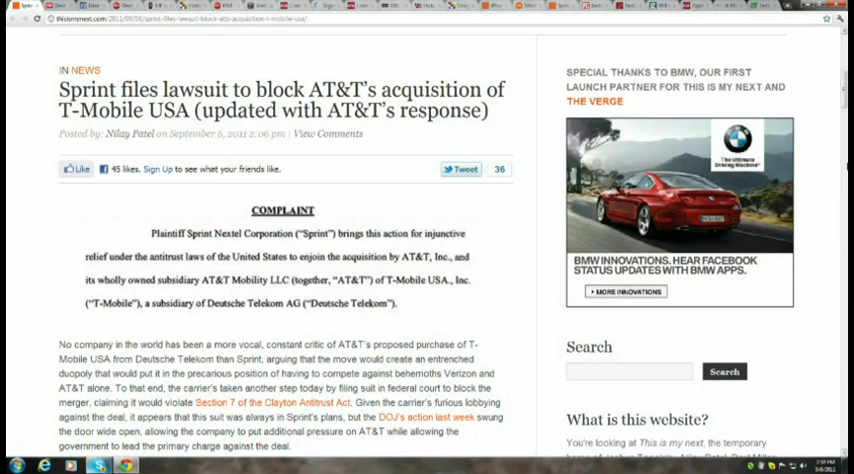 thisismynext.com/2011/09/06/sprint-files-lawsuit-block-atts-acquisition-t-mobile-usa/
IN NEWS
Sprint files lawsuit to block AT&T's acquisition of
T-Mobile USA (updated with AT&T's response)
Posted by: Nilay Patel on September 6, 2011 2:06 pm | View Comments
Like
45 likes. Sign Up to see what your friends like.
Tweet
36
COMPLAINT
Plaintiff Sprint Nextel Corporation ("Sprint") brings this action for injunctive
relief under the antitrust laws of the United States to enjoin the acquisition by AT&T, Inc., and
its wholly owned subsidiary AT&T Mobility LLC (together, "AT&T") of T-Mobile USA., Inc.
("T-Mobile"), a subsidiary of Deutsche Telekom AG ("Deutsche Telekom").
No company in the world has been a more vocal, constant critic of AT&T's proposed purchase of T-
Mobile USA from Deutsche Telekom than Sprint, arguing that the move would create an entrenched
duopoly that would put it in the precarious position of having to compete against behemoths Verizon and
AT&T alone. To that end, the carrier's taken another step today by filing suit in federal court to block the
merger, claiming it would violate Section 7 of the Clayton Antitrust Act. Given the carrier's furious lobbying
against the deal, it appears that this suit was always in Sprint's plans, but the DOJ's action last week swung
the door wide open, allowing the company to put additional pressure on AT&T while allowing the
government to lead the primary charge against the deal.
SPECIAL THANKS TO BMW, OUR FIRST
LAUNCH PARTNER FOR THIS IS MY NEXT AND
THE VERGE
BMW
The Ultimate
Driving Machine
BMW INNOVATIONS. HEAR FACEBOOK
STATUS UPDATES WITH BMW APPS.
MORE INNOVATIONS
Search
Search
What is this website?
You're looking at This is my next, the temporary
2:58 PM
9/6/2011